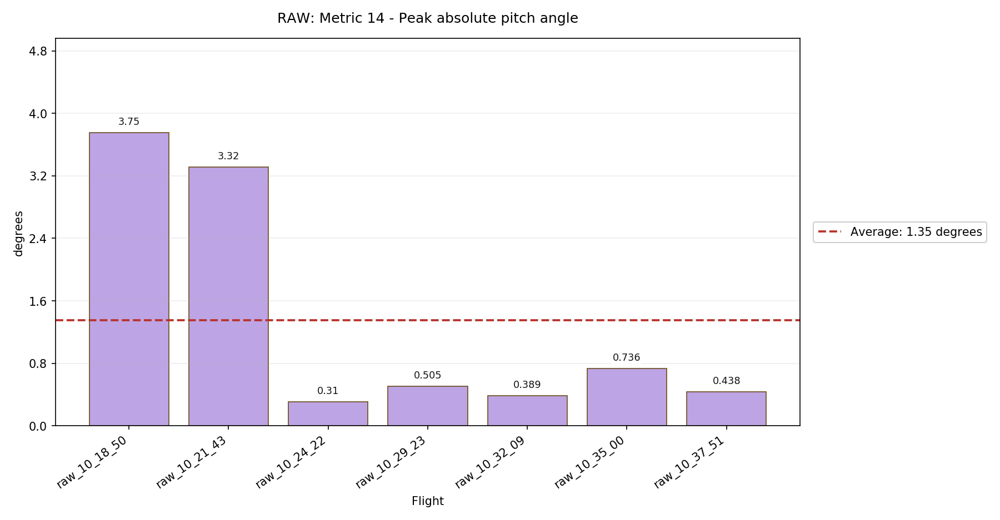 RAW: Metric 14 - Peak absolute pitch angle
degrees
4.8
4.0
3.2
2.4
1.6
0.8
0.0
3.75
3.32
0.31
0.505
0.389
0.736
0.438
Average: 1.35 degrees
raw_10_18_50
raw_10_21_43
raw_10_24_22
raw_10_29_23
raw_10_32_09
raw_10_35_00
raw_10_37_51
Flight